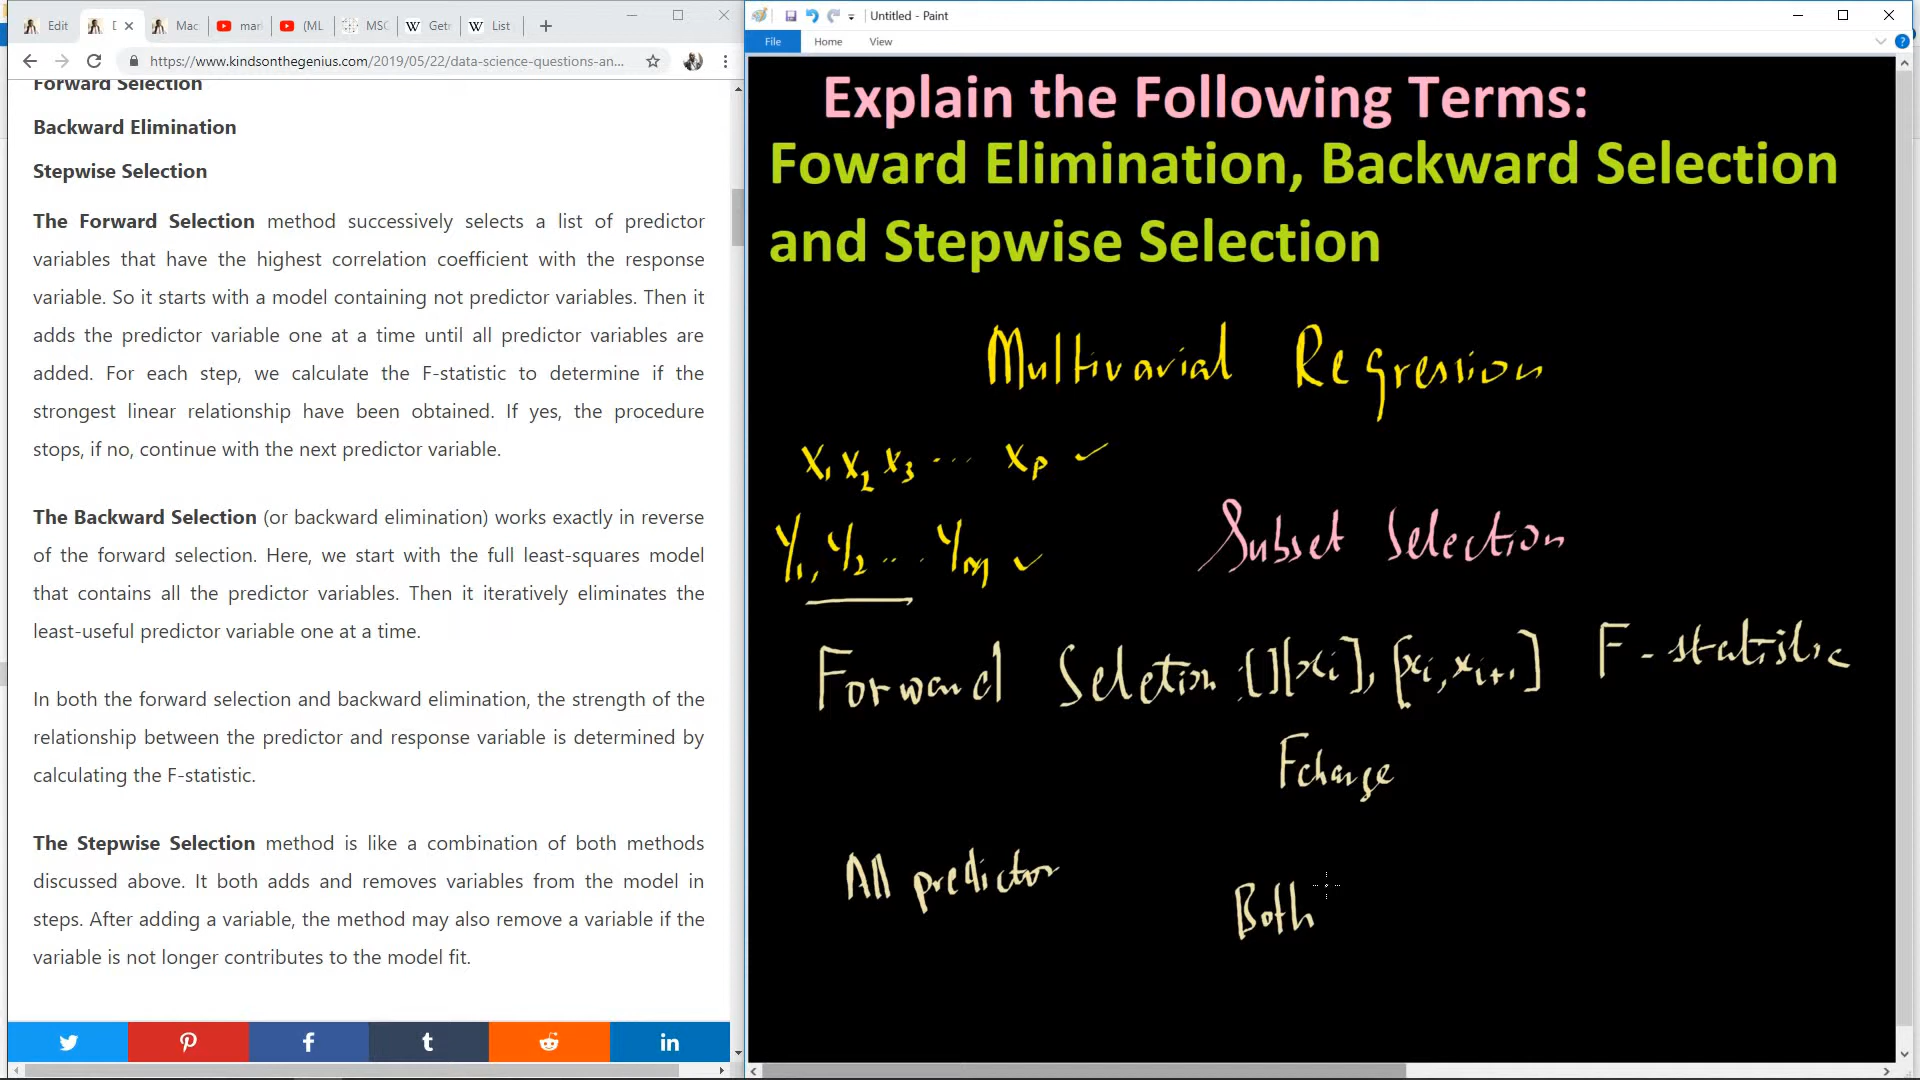 Edit
D
Mac
mar
(ML
MSC
Get
List
https://www.kindsonthegenius.com/2019/05/22/data-science-questions-an...
Forward Selection
Backward Elimination
Stepwise Selection
The Forward Selection method successively selects a list of predictor
variables that have the highest correlation coefficient with the response
variable. So it starts with a model containing not predictor variables. Then it
adds the predictor variable one at a time until all predictor variables are
added. For each step, we calculate the F-statistic to determine if the
strongest linear relationship have been obtained. If yes, the procedure
stops, if no, continue with the next predictor variable.
The Backward Selection (or backward elimination) works exactly in reverse
of the forward selection. Here, we start with the full least-squares model
that contains all the predictor variables. Then it iteratively eliminates the
least-useful predictor variable one at a time.
In both the forward selection and backward elimination, the strength of the
relationship between the predictor and response variable is determined by
calculating the F-statistic.
The Stepwise Selection method is like a combination of both methods
discussed above. It both adds and removes variables from the model in
steps. After adding a variable, the method may also remove a variable if the
variable is not longer contributes to the model fit.
Untitled - Paint
File Home View
Explain the Following Terms:
Foward Elimination, Backward Selection
and Stepwise Selection
Multivarial Regression
x1 x2 x3 ... xp
y1, y2 ... ym
Subset Selection
Forward Seletion [][xi], [xi, xi+1] F-statistic
Fchange
All predictor
Both